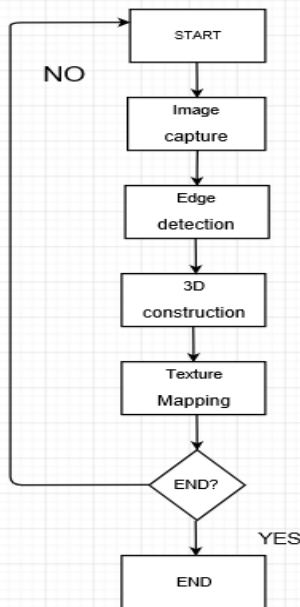 START
NO
Image
capture
Edge
detection
3D
construction
Texture
Mapping
END?
YES
END